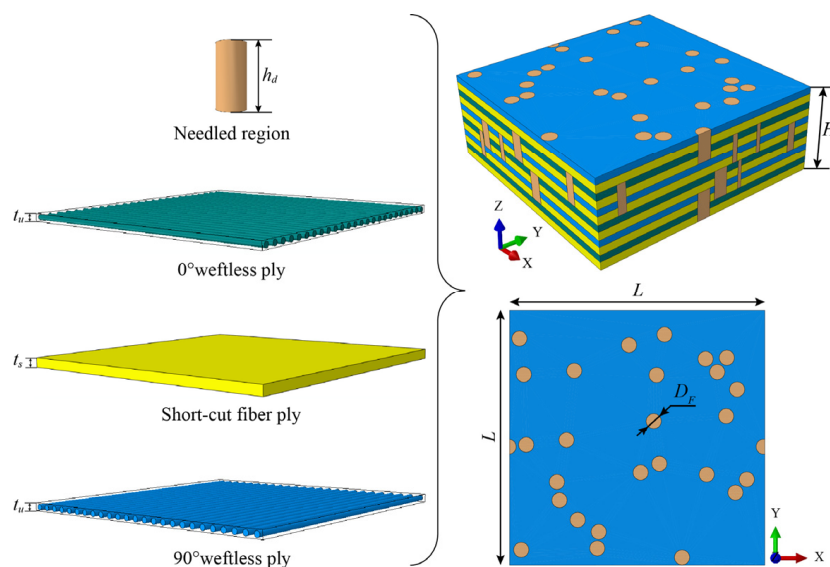 h_d
Needled region
t_u
0°weftless ply
t_s
Short-cut fiber ply
t_u
90°weftless ply
H
Z
Y
X
L
L
D_F
Y
X